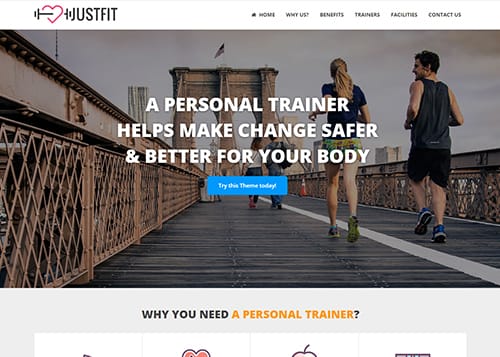 JUSTFIT
HOME WHY US? BENEFITS TRAINERS FACILITIES CONTACT US
A PERSONAL TRAINER
HELPS MAKE CHANGE SAFER
& BETTER FOR YOUR BODY
Try this Theme today!
WHY YOU NEED A PERSONAL TRAINER?